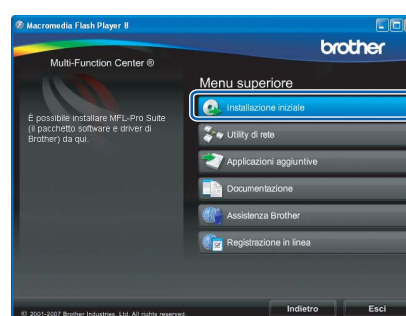 Macromedia Flash Player 8
brother
Multi-Function Center ®
Menu superiore
Installazione iniziale
È possibile installare MFL-Pro Suite
(il pacchetto software e driver di
Brother) da qui.
Utility di rete
Applicazioni aggiuntive
Documentazione
Assistenza Brother
Registrazione in linea
© 2001-2007 Brother Industries, Ltd. All rights reserved.
Indietro
Esci